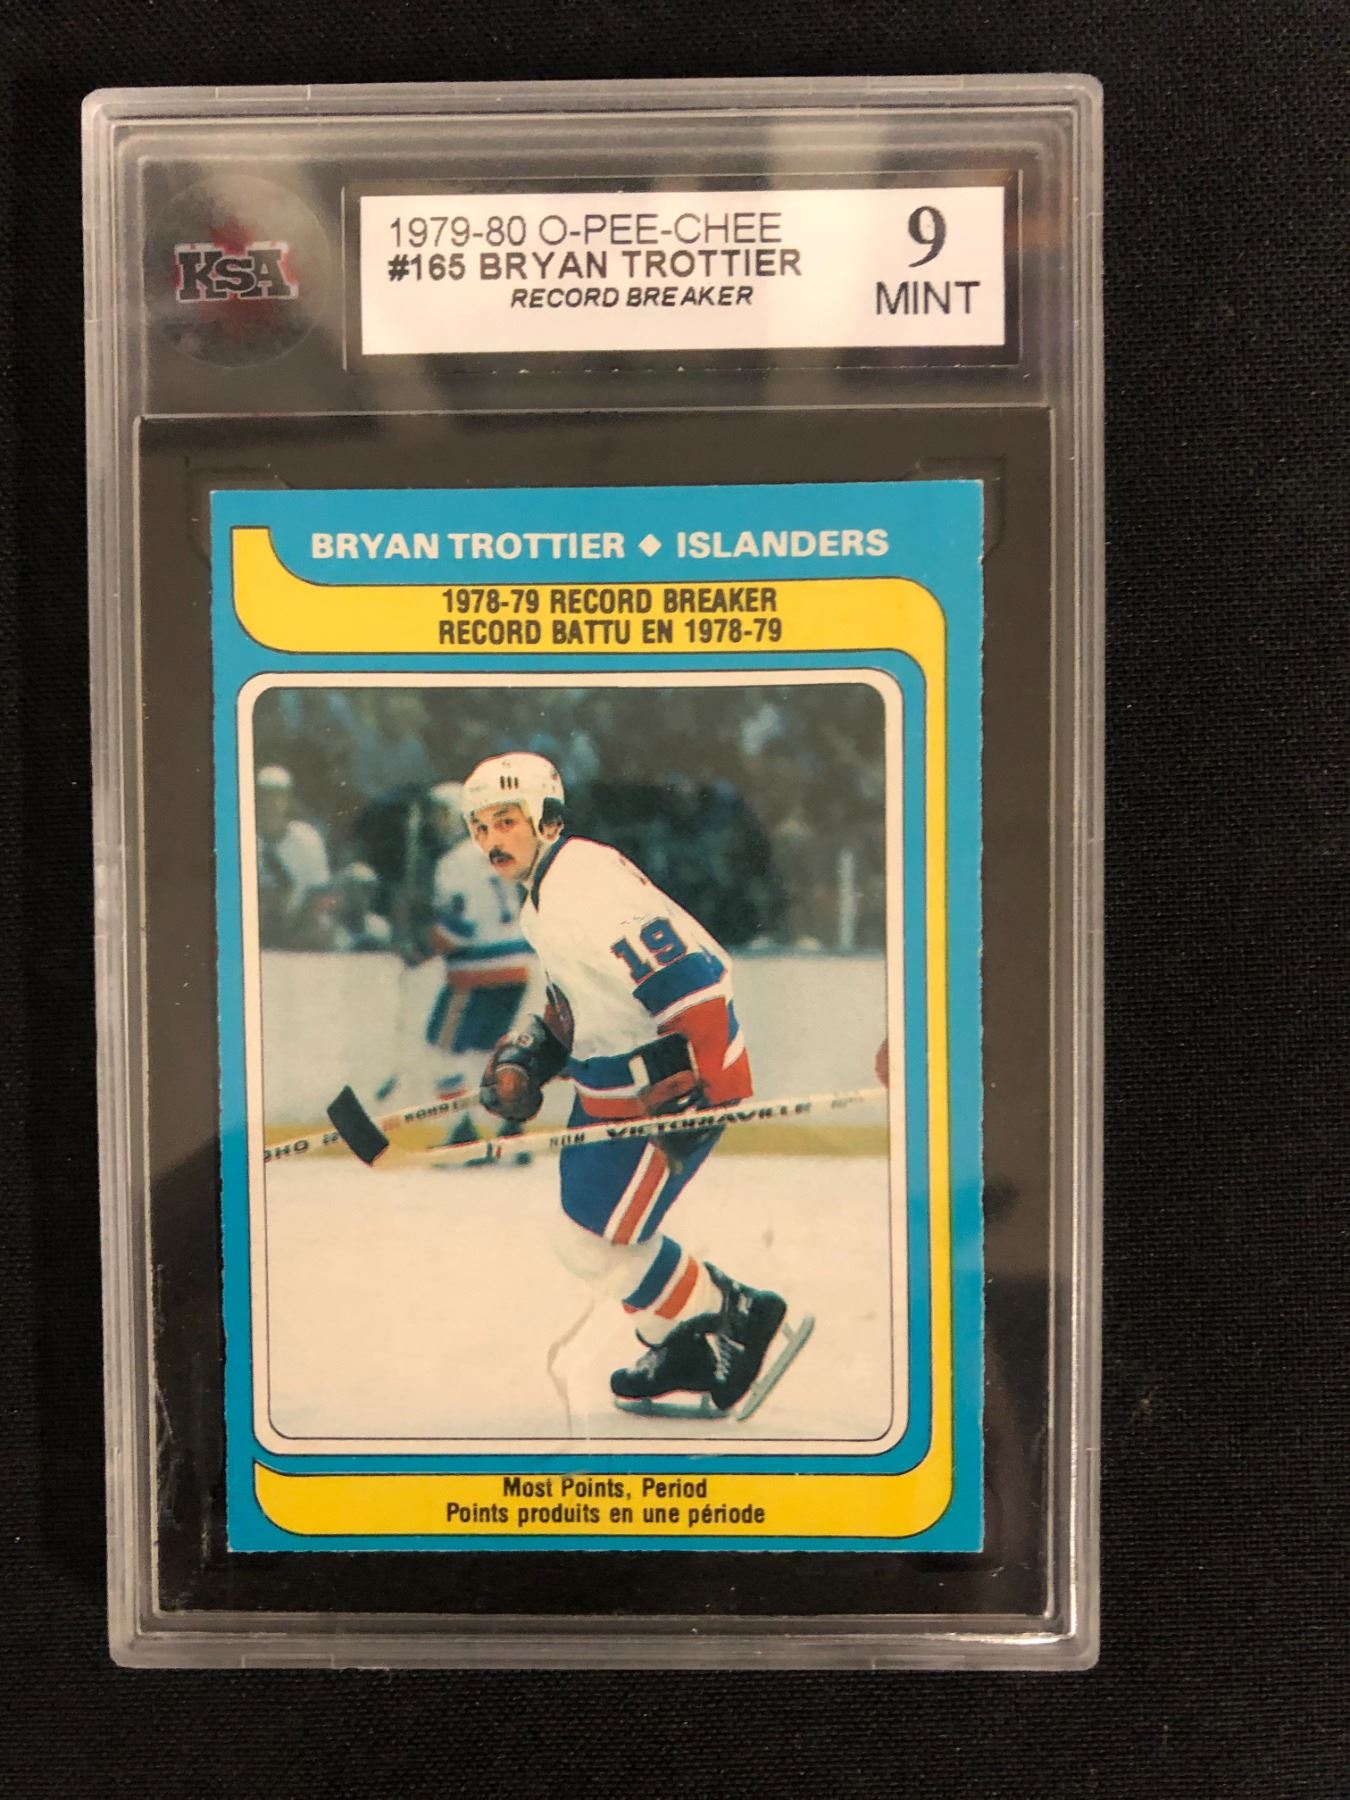 KSA
1979-80 O-PEE-CHEE
#165 BRYAN TROTTIER
RECORD BREAKER
9
MINT
BRYAN TROTTIER ◆ ISLANDERS
1978-79 RECORD BREAKER
RECORD BATTU EN 1978-79
19
VICTORIAVILLE
Most Points, Period
Points produits en une période